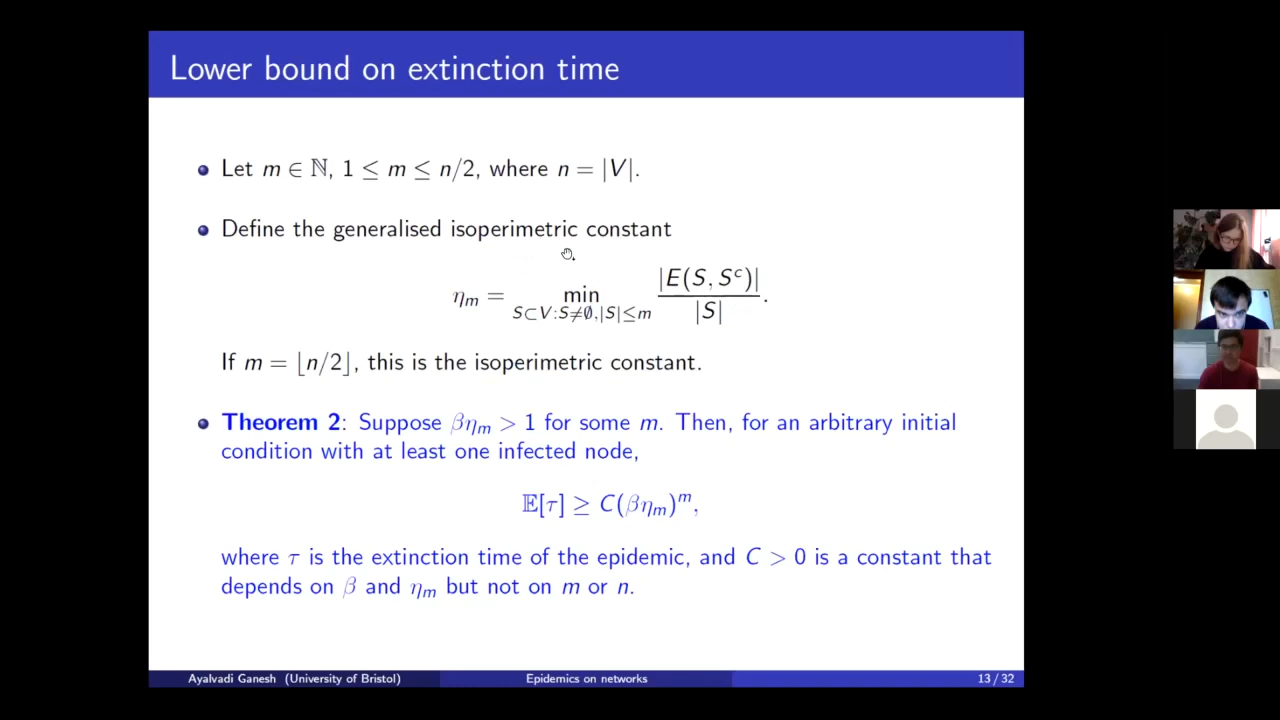 Lower bound on extinction time
Let m ∈ ℕ, 1 ≤ m ≤ n/2, where n = |V|.
Define the generalised isoperimetric constant
η_m = min_{S⊂V:S≠∅,|S|≤m} |E(S, S^c)| / |S| .
If m = ⌊n/2⌋, this is the isoperimetric constant.
Theorem 2: Suppose βη_m > 1 for some m. Then, for an arbitrary initial
condition with at least one infected node,
𝔼[τ] ≥ C(βη_m)^m,
where τ is the extinction time of the epidemic, and C > 0 is a constant that
depends on β and η_m but not on m or n.
Ayalvadi Ganesh (University of Bristol) Epidemics on networks 13 / 32